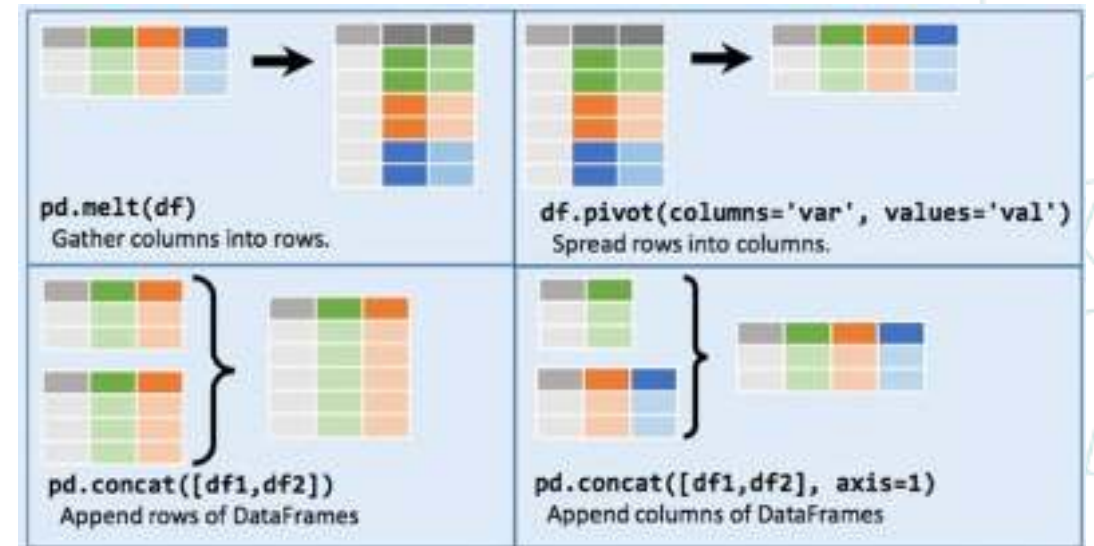 pd.melt(df)
Gather columns into rows.
df.pivot(columns='var', values='val')
Spread rows into columns.
pd.concat([df1,df2])
Append rows of DataFrames
pd.concat([df1,df2], axis=1)
Append columns of DataFrames